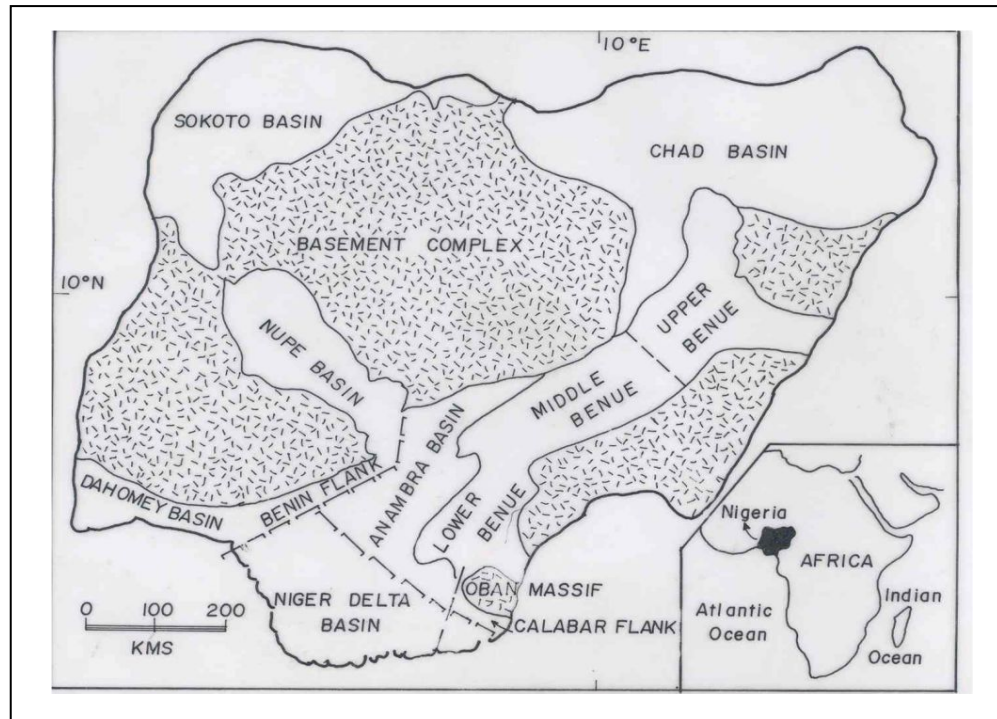 10°E
SOKOTO BASIN
CHAD BASIN
BASEMENT COMPLEX
10°N
NUPE BASIN
UPPER
BENUE
MIDDLE
BENUE
ANAMBRA BASIN
LOWER
BENUE
DAHOMEY BASIN
BENIN FLANK
OBAN MASSIF
NIGER DELTA
BASIN
CALABAR FLANK
0 100 200
KMS
Nigeria
AFRICA
Atlantic
Ocean
Indian
Ocean